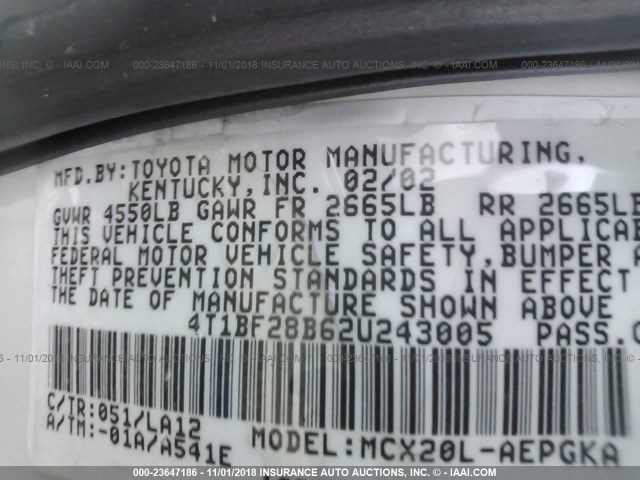 000-23647186 - 11/01/2018 INSURANCE AUTO AUCTIONS, INC. - IAAI.COM
MFD.BY:TOYOTA MOTOR MANUFACTURING,
KENTUCKY,INC. 02/02
GVWR 4550LB GAWR FR 2665LB RR 2665LB
THIS VEHICLE CONFORMS TO ALL APPLICAB
FEDERAL MOTOR VEHICLE SAFETY,BUMPER A
THEFT PREVENTION STANDARDS IN EFFECT
THE DATE OF MANUFACTURE SHOWN ABOVE
4T1BF28B62U243005 PASS.C
C/TR:051/LA12
A/TM:-01A/A541E MODEL:MCX20L-AEPGKA
000-23647186 - 11/01/2018 INSURANCE AUTO AUCTIONS, INC. - IAAI.COM